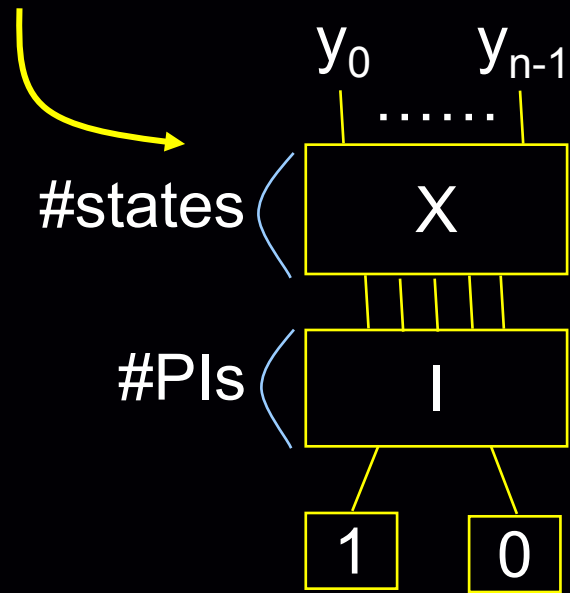 y0 yn-1
......
#states X
#PIs I
1 0